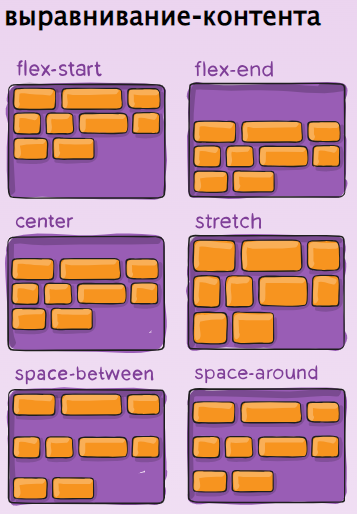 выравнивание-контента
flex-start
flex-end
center
stretch
space-between
space-around